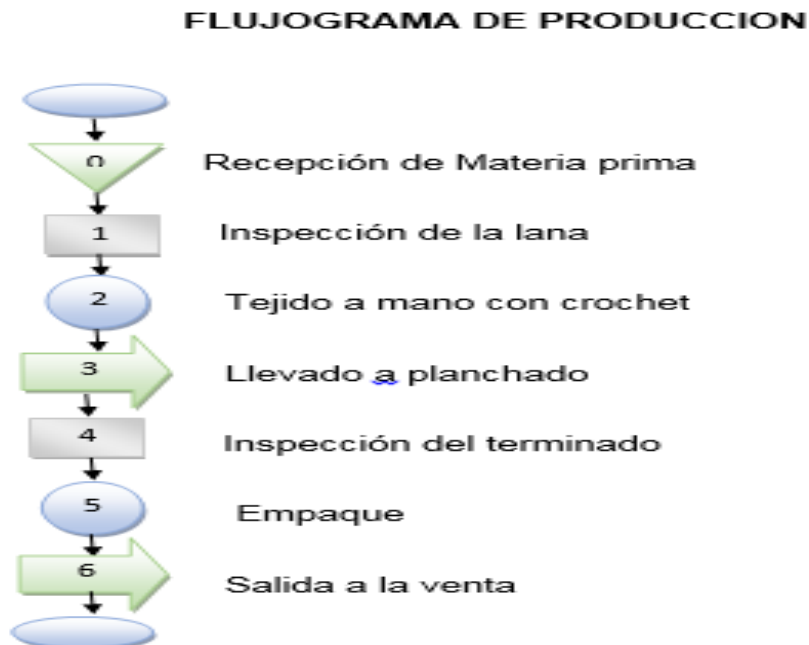 FLUJOGRAMA DE PRODUCCION
0 Recepción de Materia prima
1 Inspección de la lana
2 Tejido a mano con crochet
3 Llevado a planchado
4 Inspección del terminado
5 Empaque
6 Salida a la venta